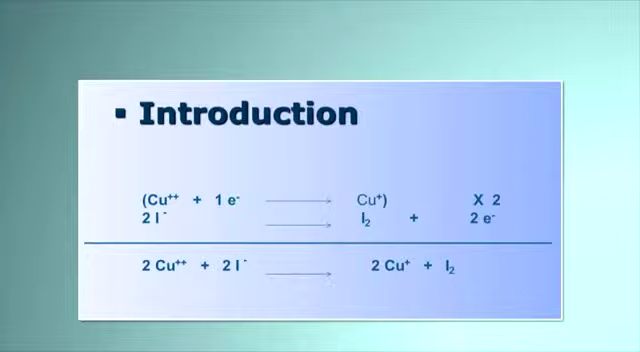 ▪ Introduction
(Cu⁺⁺ + 1 e⁻ ⟶ Cu⁺) X 2
2 I⁻ ⟶ I₂ + 2 e⁻
2 Cu⁺⁺ + 2 I⁻ ⟶ 2 Cu⁺ + I₂